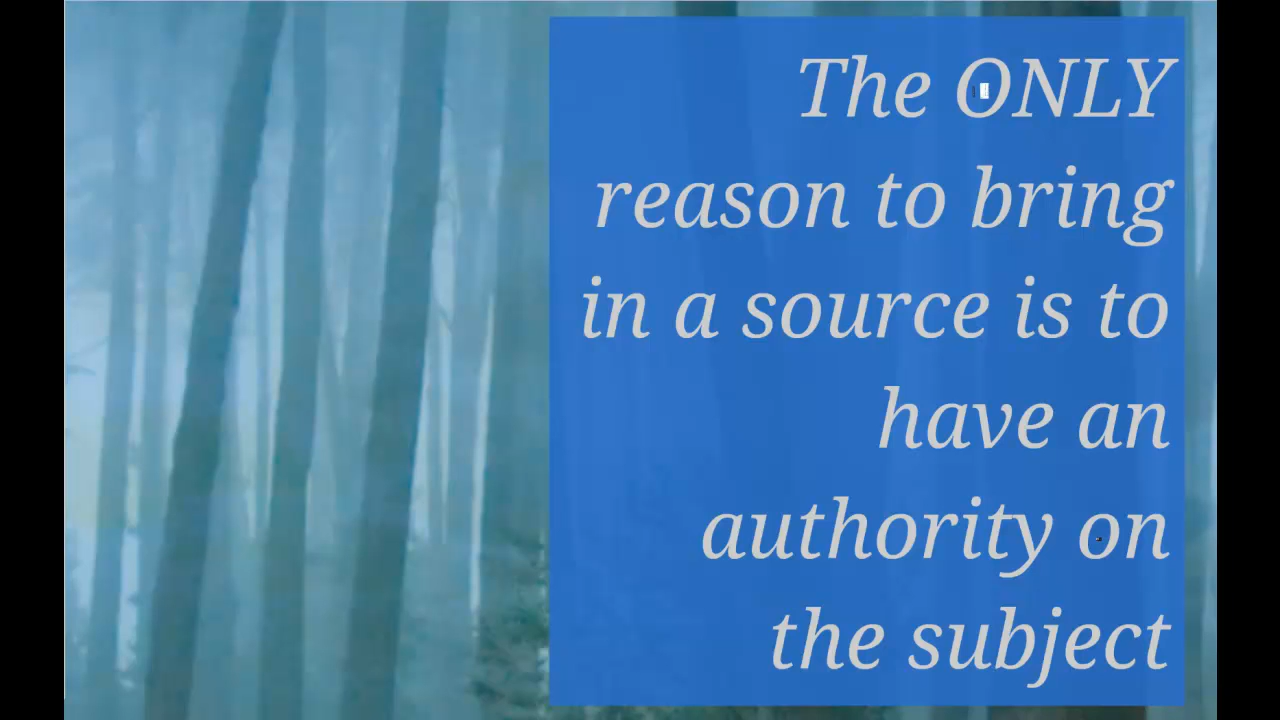 The ONLY
reason to bring
in a source is to
have an
authority on
the subject